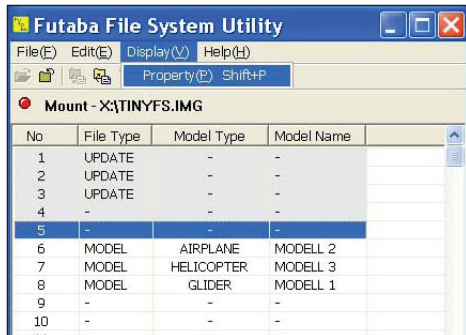 Futaba File System Utility
File(F) Edit(E) Display(V) Help(H)
Property(P) Shift+P
Mount - X:\TINYFS.IMG
No File Type Model Type Model Name
1 UPDATE - -
2 UPDATE - -
3 UPDATE - -
4 - - -
5 - - -
6 MODEL AIRPLANE MODELL 2
7 MODEL HELICOPTER MODELL 3
8 MODEL GLIDER MODELL 1
9 - - -
10 - - -